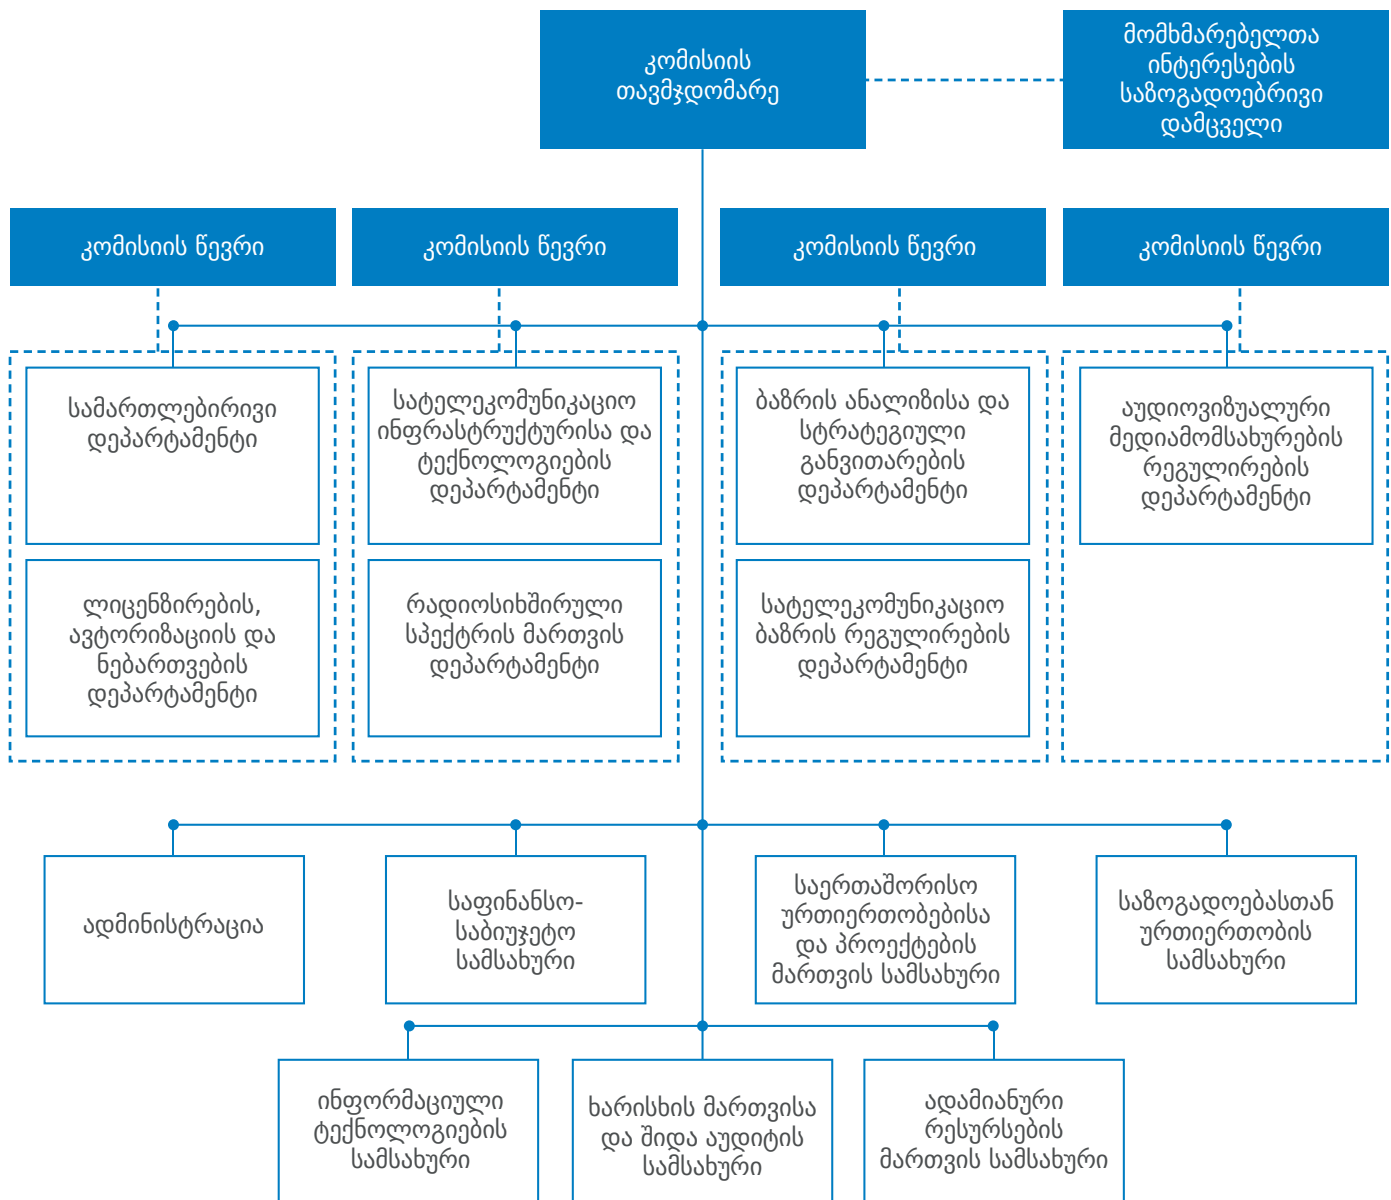 კომისიის
თავმჯდომარე
მომხმარებელთა
ინტერესების
საზოგადოებრივი
დამცველი
კომისიის წევრი
კომისიის წევრი
კომისიის წევრი
კომისიის წევრი
სამართლებირივი
დეპარტამენტი
სატელეკომუნიკაციო
ინფრასტრუქტურისა და
ტექნოლოგიების
დეპარტამენტი
ბაზრის ანალიზისა და
სტრატეგიული
განვითარების
დეპარტამენტი
აუდიოვიზუალური
მედიამომსახურების
რეგულირების
დეპარტამენტი
ლიცენზირების,
ავტორიზაციის და
ნებართვების
დეპარტამენტი
რადიოსიხშირული
სპექტრის მართვის
დეპარტამენტი
სატელეკომუნიკაციო
ბაზრის რეგულირების
დეპარტამენტი
ადმინისტრაცია
საფინანსო-
საბიუჯეტო
სამსახური
საერთაშორისო
ურთიერთობებისა
და პროექტების
მართვის სამსახური
საზოგადოებასთან
ურთიერთობის
სამსახური
ინფორმაციული
ტექნოლოგიების
სამსახური
ხარისხის მართვისა
და შიდა აუდიტის
სამსახური
ადამიანური
რესურსების
მართვის სამსახური